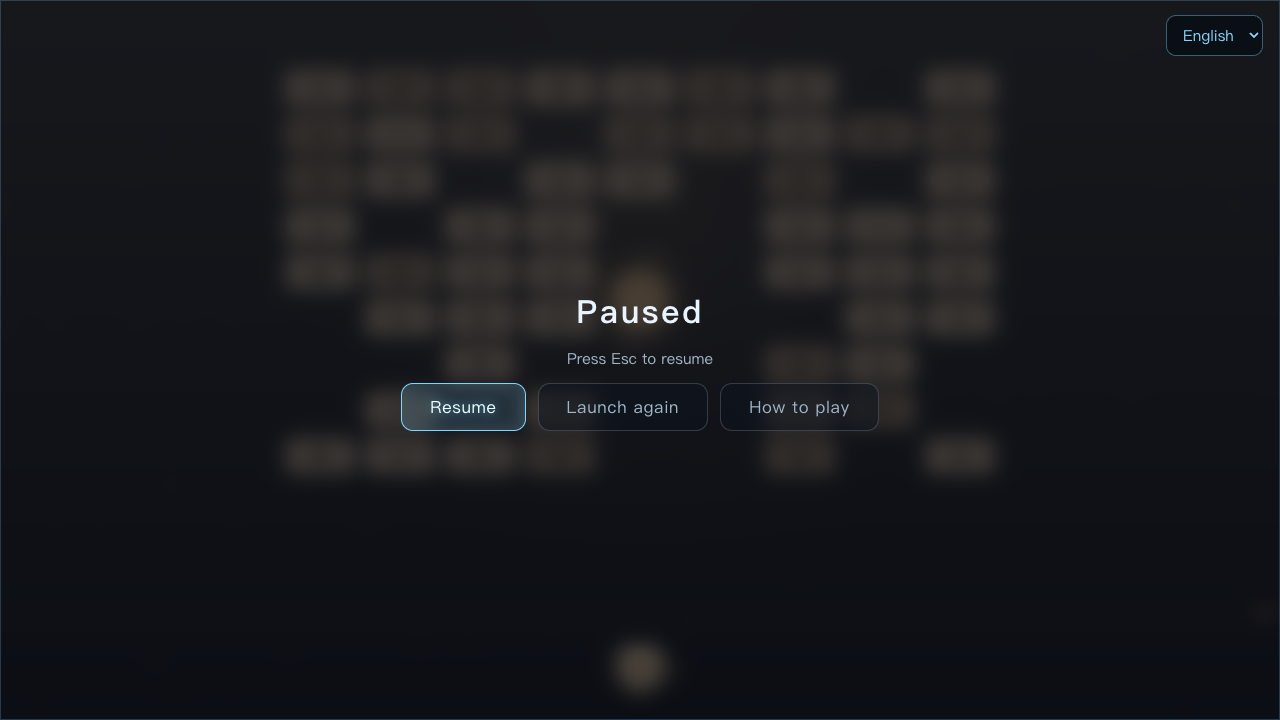 English
Paused
Press Esc to resume
Resume
Launch again
How to play